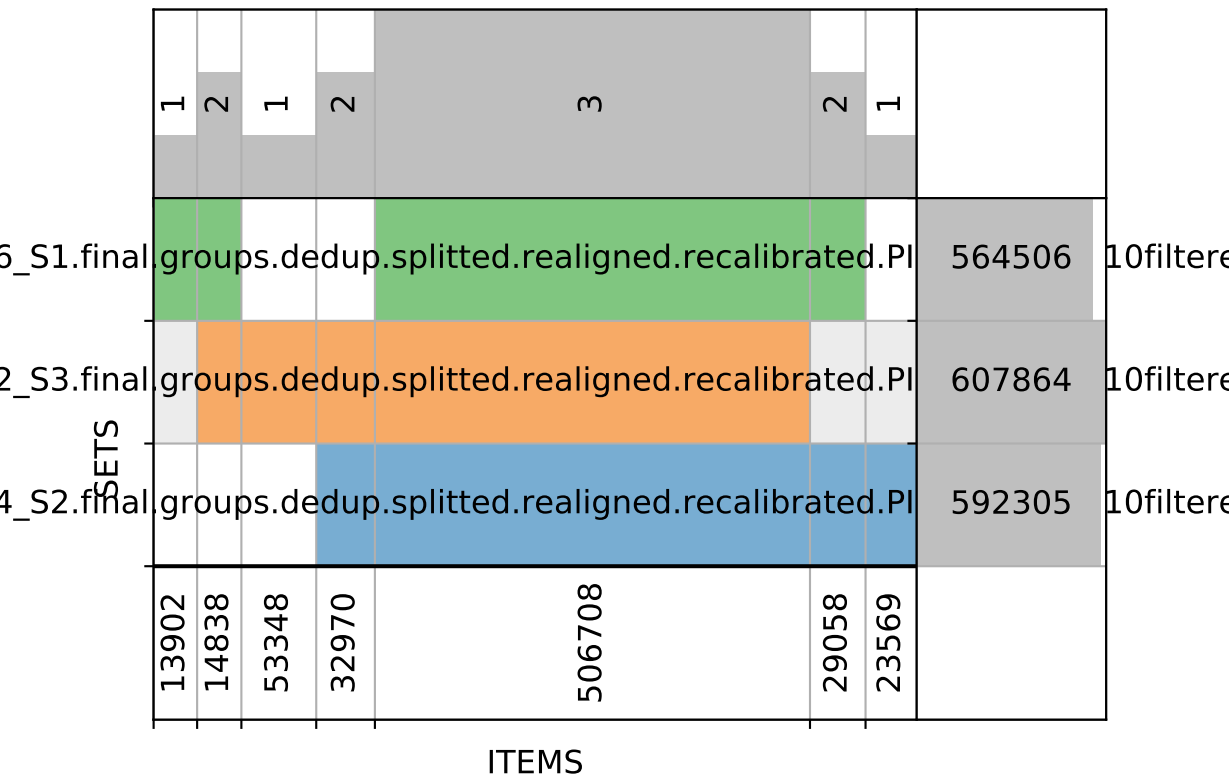 1 2 1 2 3 2 1
6_S1.final.groups.dedup.splitted.realigned.recalibrated.PI 564506 10filtere
2_S3.final.groups.dedup.splitted.realigned.recalibrated.PI 607864 10filtere
SETS
4_S2.final.groups.dedup.splitted.realigned.recalibrated.PI 592305 10filtere
13902 14838 53348 32970 506708 29058 23569
ITEMS